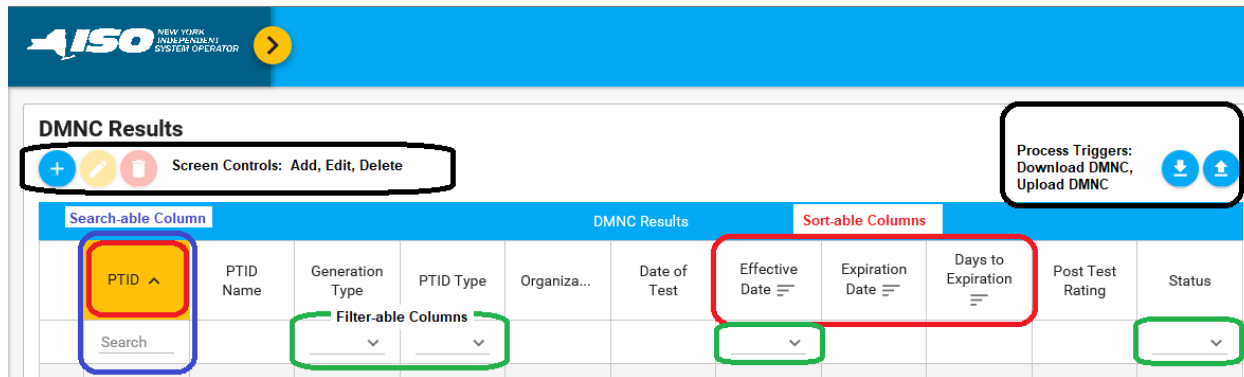 ISO NEW YORK
INDEPENDENT
SYSTEM OPERATOR
DMNC Results
Screen Controls: Add, Edit, Delete
Process Triggers:
Download DMNC,
Upload DMNC
Search-able Column
DMNC Results
Sort-able Columns
PTID
PTID
Name
Generation
Type
PTID Type
Organiza...
Date of
Test
Effective
Date
Expiration
Date
Days to
Expiration
Post Test
Rating
Status
Filter-able Columns
Search